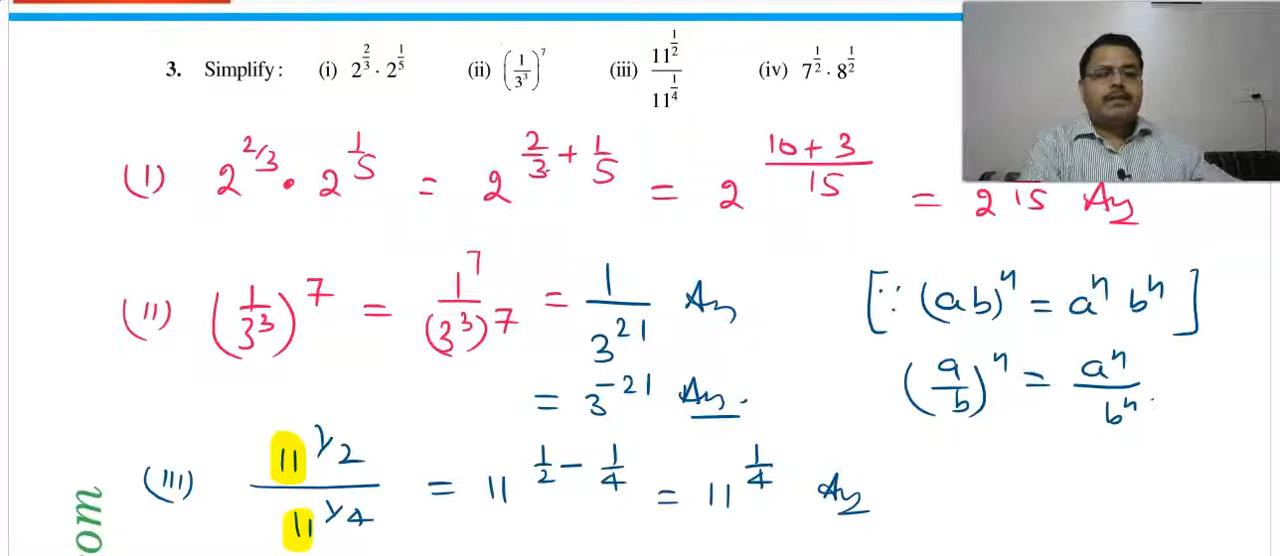 3. Simplify : (i) 2^{2/3} · 2^{1/5} (ii) (1/3^3)^7 (iii) 11^{1/2}/11^{1/4} (iv) 7^{1/2} · 8^{1/2}
(I) 2^{2/3} · 2^{1/5} = 2^{2/3 + 1/5} = 2^{(10+3)/15} = 2^{/15} Ans
(II) (1/3^3)^7 = 1^7/(3^3)^7 = 1/3^{21} Ans [∵ (ab)^n = a^n b^n]
= 3^{-21} Ans. (a/b)^n = a^n/b^n
(III) 11^{1/2}/11^{1/4} = 11^{1/2 - 1/4} = 11^{1/4} Ans
om